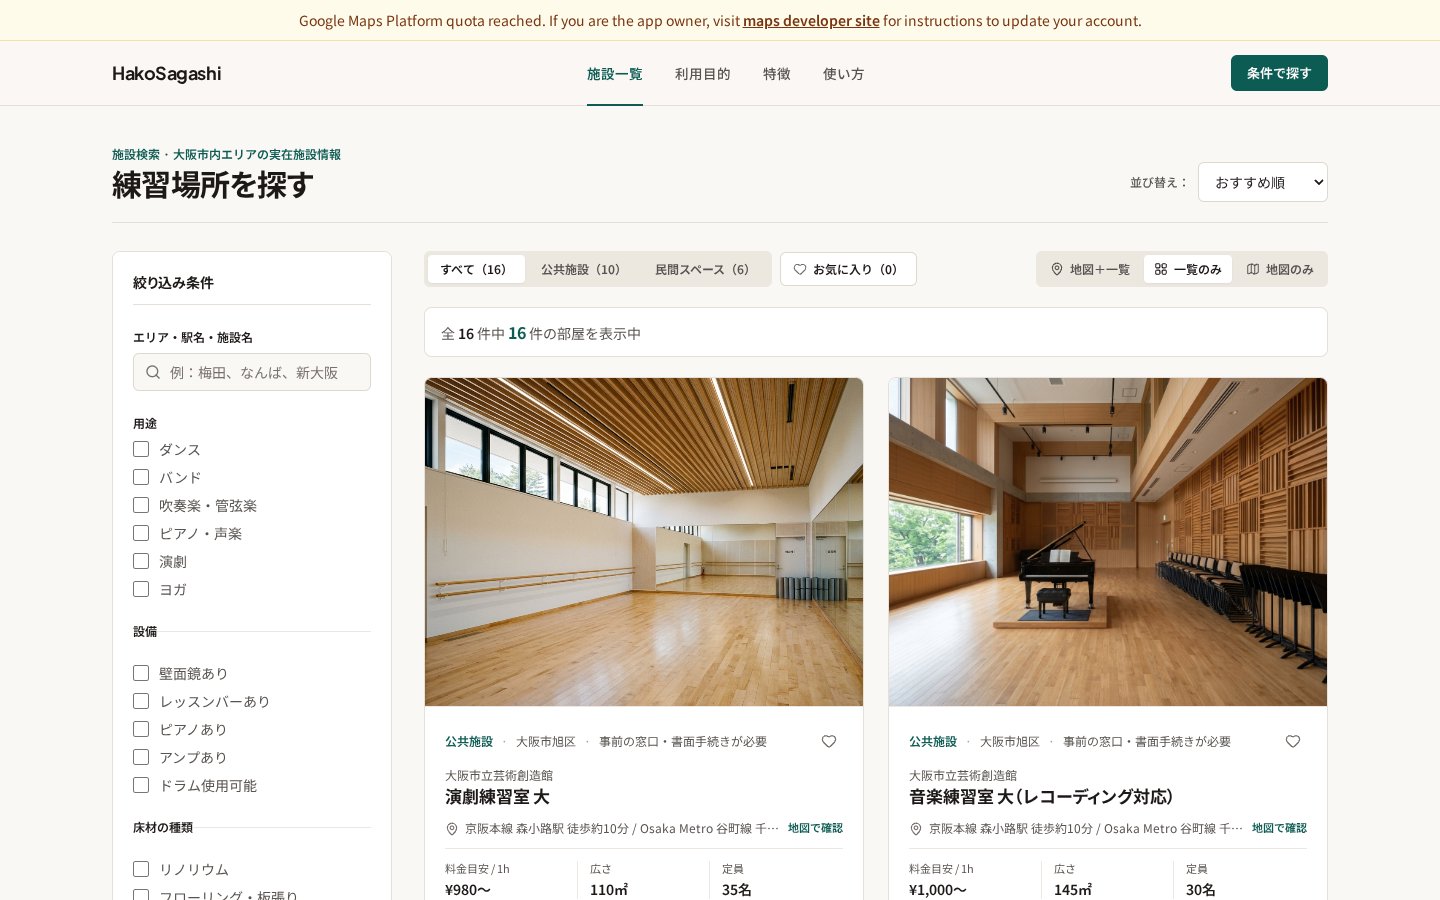 Google Maps Platform quota reached. If you are the app owner, visit maps developer site for instructions to update your account.
HakoSagashi
施設一覧
利用目的
特徴
使い方
条件で探す
施設検索・大阪市内エリアの実在施設情報
練習場所を探す
並び替え：
おすすめ順
絞り込み条件
エリア・駅名・施設名
例：梅田、なんば、新大阪
用途
ダンス
バンド
吹奏楽・管弦楽
ピアノ・声楽
演劇
ヨガ
設備
壁面鏡あり
レッスンバーあり
ピアノあり
アンプあり
ドラム使用可能
床材の種類
リノリウム
フローリング・板張り
すべて（16）
公共施設（10）
民間スペース（6）
お気に入り（0）
地図＋一覧
一覧のみ
地図のみ
全 16 件中 16 件の部屋を表示中
公共施設 · 大阪市旭区 · 事前の窓口・書面手続きが必要
大阪市立芸術創造館
演劇練習室 大
京阪本線 森小路駅 徒歩約10分 / Osaka Metro 谷町線 千… 地図で確認
料金目安 / 1h
¥980〜
広さ
110㎡
定員
35名
公共施設 · 大阪市旭区 · 事前の窓口・書面手続きが必要
大阪市立芸術創造館
音楽練習室 大（レコーディング対応）
京阪本線 森小路駅 徒歩約10分 / Osaka Metro 谷町線 千… 地図で確認
料金目安 / 1h
¥1,000〜
広さ
145㎡
定員
30名